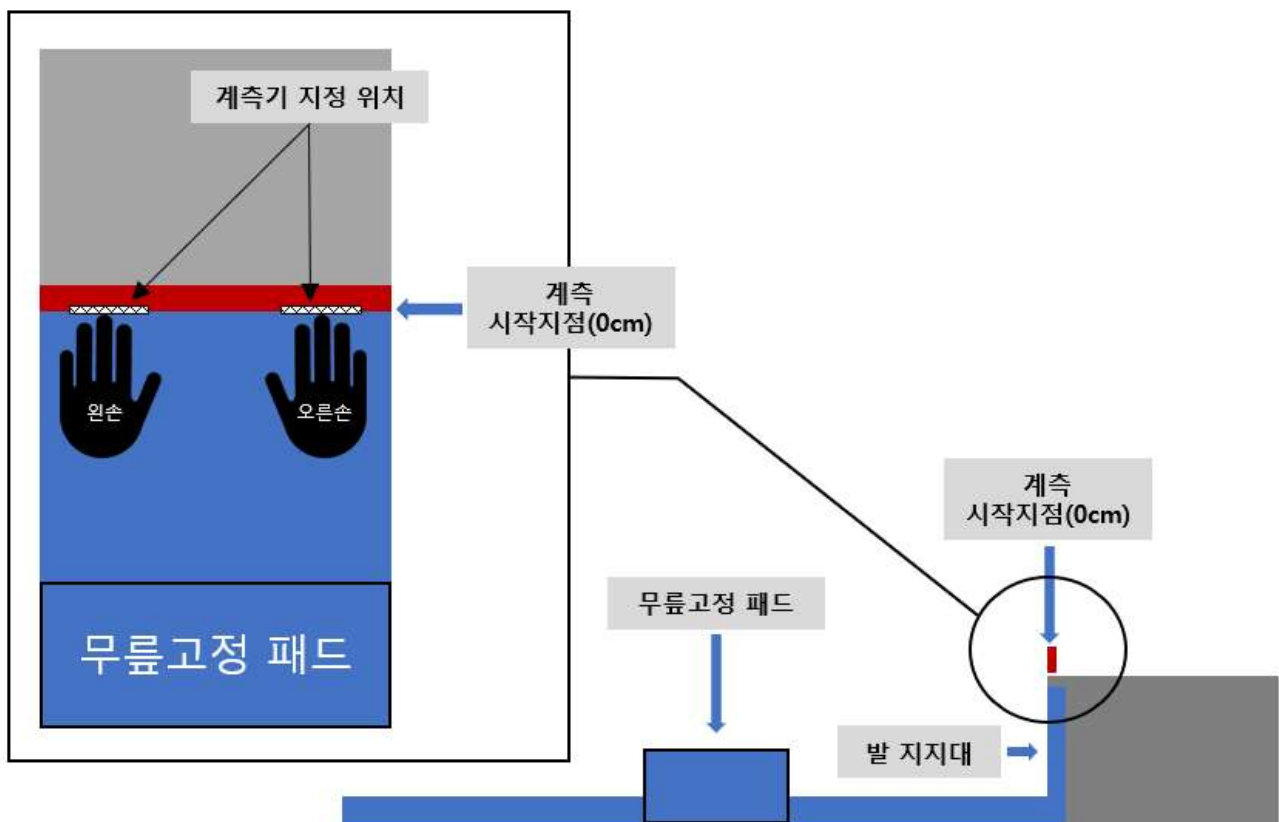 계측기 지정 위치
계측
시작지점(0cm)
왼손
오른손
무릎고정 패드
계측
시작지점(0cm)
무릎고정 패드
발 지지대